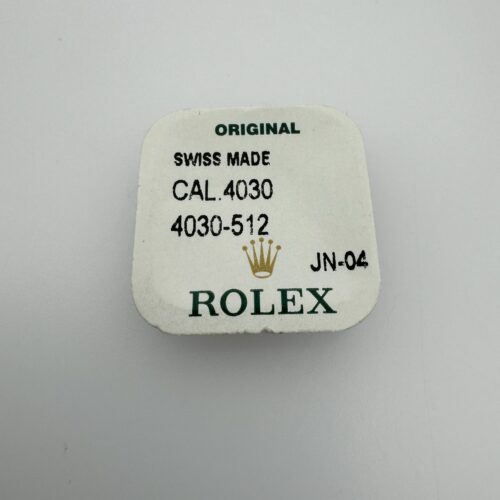 ORIGINAL
SWISS MADE
CAL.4030
4030-512
JN-04
ROLEX